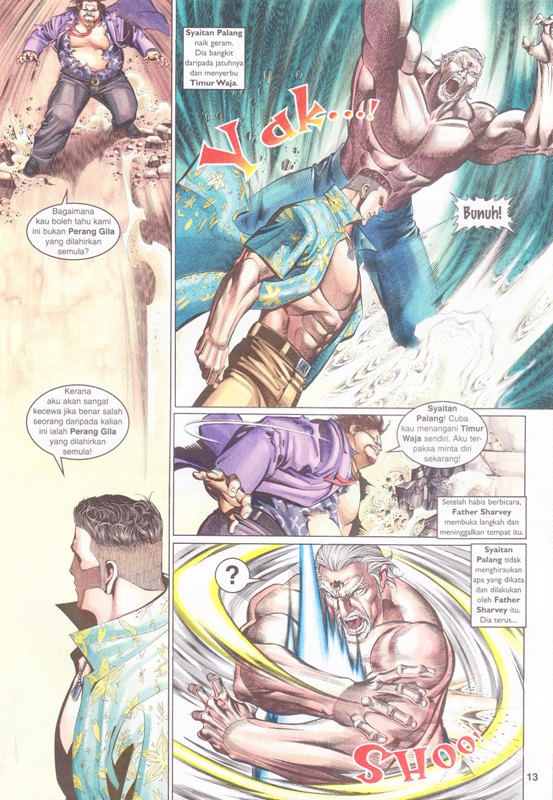 Bagaimana
kau boleh tahu kami
ini bukan Perang Gila
yang dilahirkan
semula?
Kerana
aku akan sangat
kecewa jika benar salah
seorang daripada kalian
ini ialah Perang Gila
yang dilahirkan
semula!
Syaitan Palang
naik geram.
Dia bangkit
daripada jatuhnya
dan menyerbu
Timur Waja.
Yak...!!
Bunuh!
Syaitan
Palang! Cuba
kau menangani Timur
Waja sendiri. Aku ter-
paksa minta diri
sekarang!
Setelah habis berbicara,
Father Sharvey
membuka langkah dan
meninggalkan tempat itu.
Syaitan
Palang tidak
menghiraukan
apa yang dikata
dan dilakukan
oleh Father
Sharvey itu.
Dia terus...
?
SHOO
13